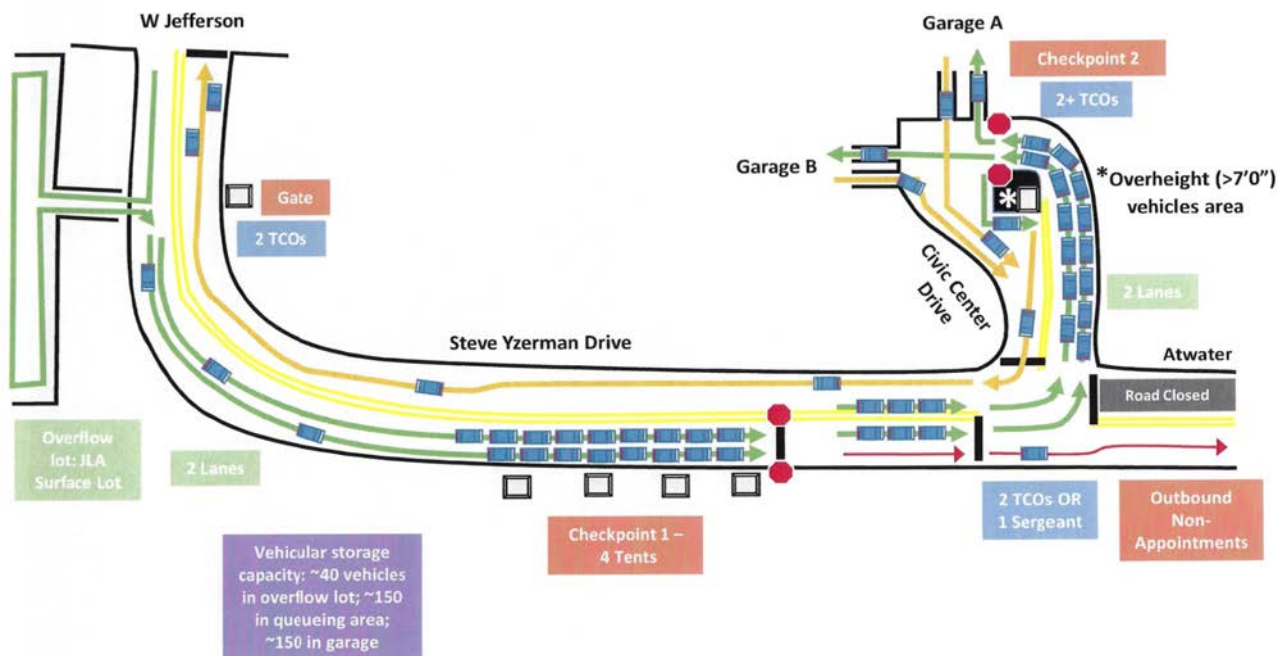 W Jefferson
Garage A
Checkpoint 2
2+ TCOs
Garage B
*Overheight (>7'0")
vehicles area
*
Gate
2 TCOs
Civic Center
Drive
2 Lanes
Steve Yzerman Drive
Atwater
Road Closed
Overflow
lot: JLA
Surface Lot
2 Lanes
2 TCOs OR
1 Sergeant
Outbound
Non-
Appointments
Checkpoint 1 –
4 Tents
Vehicular storage
capacity: ~40 vehicles
in overflow lot; ~150
in queueing area;
~150 in garage